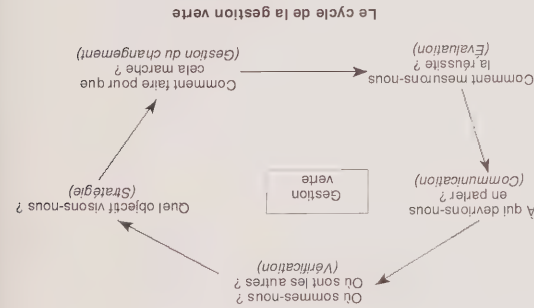 Où sommes-nous ?
Où sont les autres ?
(Vérification)
Quel objectif visons-nous ?
(Stratégie)
Comment faire pour que
cela marche ?
(Gestion du changement)
Comment mesurons-nous
la réussite ?
(Évaluation)
À qui devrions-nous
en parler ?
(Communication)
Gestion
verte
Le cycle de la gestion verte